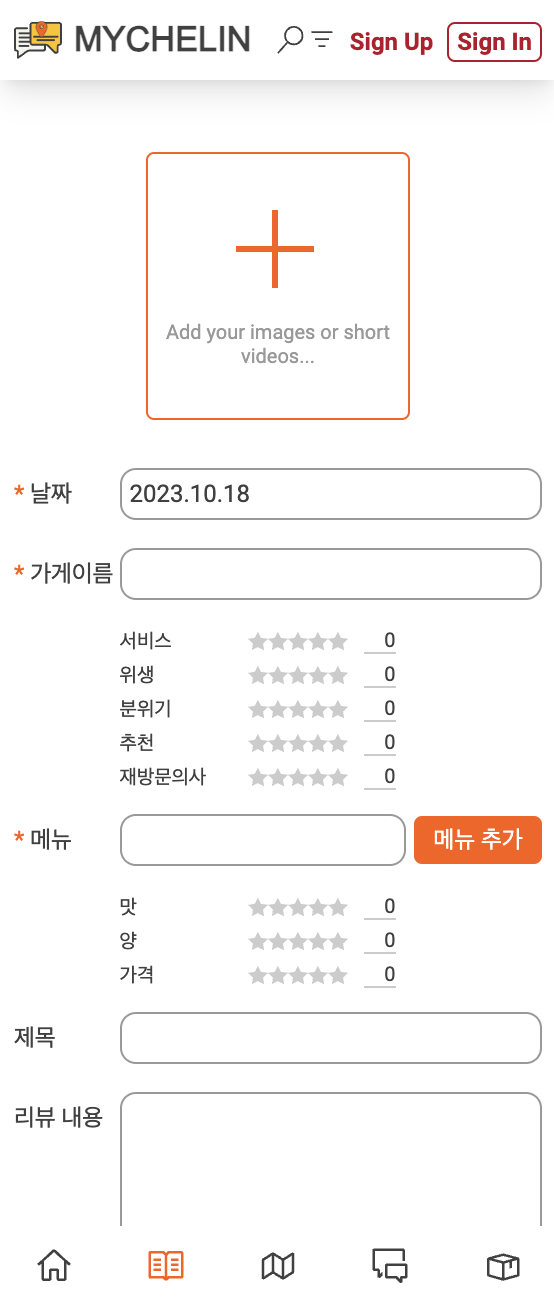 MYCHELIN Sign Up Sign In
Add your images or short
videos...
* 날짜 2023.10.18
* 가게이름
서비스 0
위생 0
분위기 0
추천 0
재방문의사 0
* 메뉴 메뉴 추가
맛 0
양 0
가격 0
제목
리뷰 내용